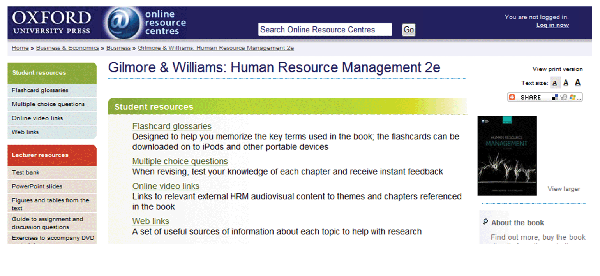 OXFORD
UNIVERSITY PRESS
online
resource
centres
Search Online Resource Centres
Go
You are not logged in
Log in now
Home > Business & Economics > Business > Gilmore & Williams: Human Resource Management 2e
Student resources
Flashcard glossaries
Multiple choice questions
Online video links
Web links
Lecturer resources
Test bank
PowerPoint slides
Figures and tables from the
text
Guide to assignment and
discussion questions
Exercises to accompany DVD
Gilmore & Williams: Human Resource Management 2e
Student resources
Flashcard glossaries
Designed to help you memorize the key terms used in the book; the flashcards can be
downloaded on to iPods and other portable devices
Multiple choice questions
When revising, test your knowledge of each chapter and receive instant feedback
Online video links
Links to relevant external HRM audiovisual content to themes and chapters referenced
in the book
Web links
A set of useful sources of information about each topic to help with research
View print version
Text size: A A A
SHARE
HUMAN RESOURCE
MANAGEMENT
View larger
About the book
Find out more, buy the book